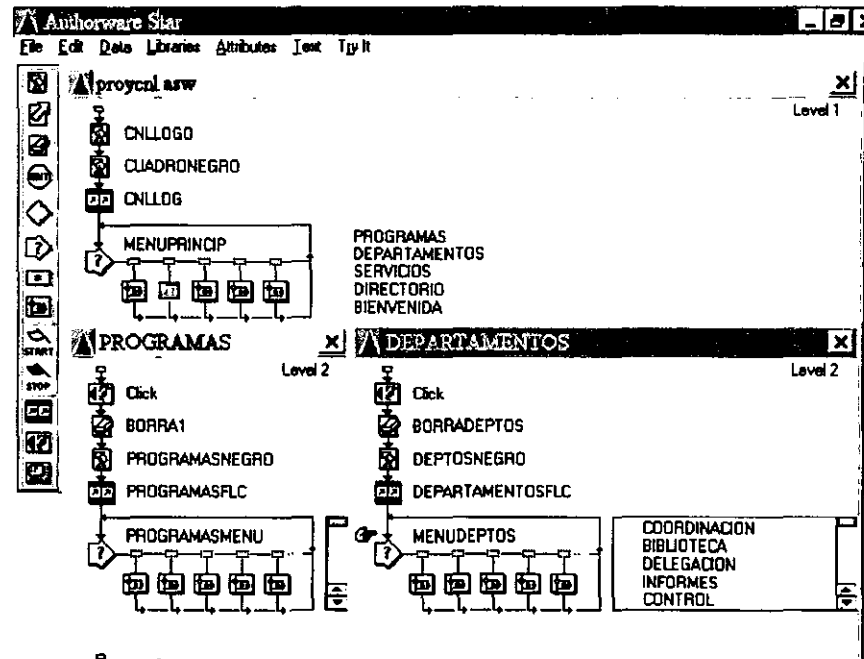 Authorware Star
File Edit Data Libraries Attributes Text Try It
proycnl.asw
Level 1
CNLLOGO
CUADRONEGRO
CNLLOG
MENUPRINCIP
PROGRAMAS
DEPARTAMENTOS
SERVICIOS
DIRECTORIO
BIENVENIDA
START
STOP
PROGRAMAS
Level 2
Click
BORRA1
PROGRAMASNEGRO
PROGRAMASFLC
PROGRAMASMENU
DEPARTAMENTOS
Level 2
Click
BORRADEPTOS
DEPTOSNEGRO
DEPARTAMENTOSFLC
MENUDEPTOS
COORDINACION
BIBLIOTECA
DELEGACION
INFORMES
CONTROL